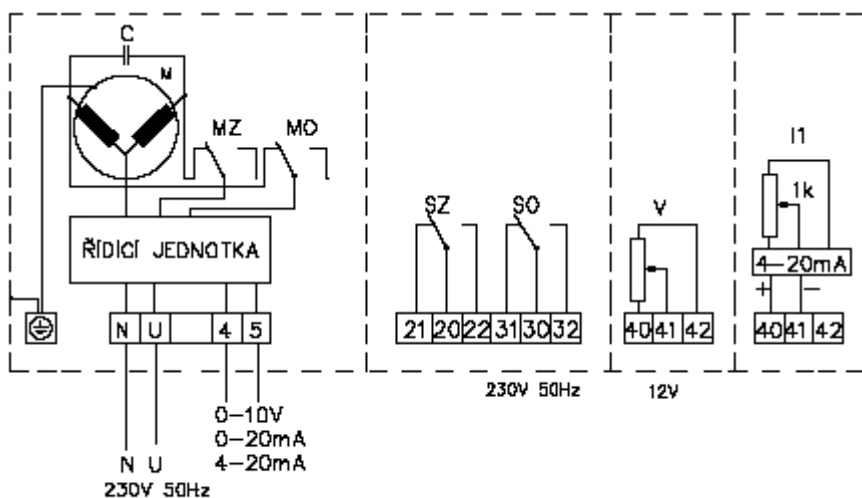 C
M
MZ MO
ŘÍDICÍ JEDNOTKA
N U 4 5
0-10V
0-20mA
4-20mA
N U
230V 50Hz
SZ SO
21 20 22 31 30 32
230V 50Hz
V
40 41 42
12V
I1
1k
4-20mA
+ -
40 41 42